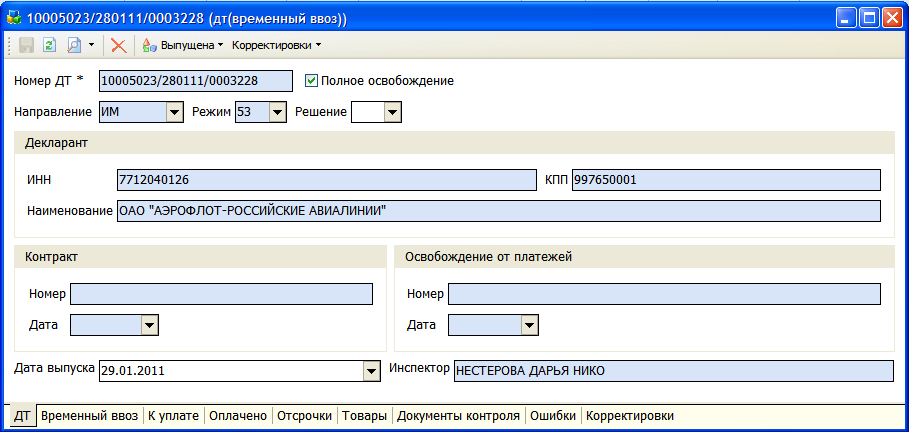 10005023/280111/0003228 (дт(временный ввоз))
Выпущена Корректировки
Номер ДТ * 10005023/280111/0003228 Полное освобождение
Направление ИМ Режим 53 Решение
Декларант
ИНН 7712040126 КПП 997650001
Наименование ОАО "АЭРОФЛОТ-РОССИЙСКИЕ АВИАЛИНИИ"
Контракт Освобождение от платежей
Номер Номер
Дата Дата
Дата выпуска 29.01.2011 Инспектор НЕСТЕРОВА ДАРЬЯ НИКО
ДТ Временный ввоз К уплате Оплачено Отсрочки Товары Документы контроля Ошибки Корректировки